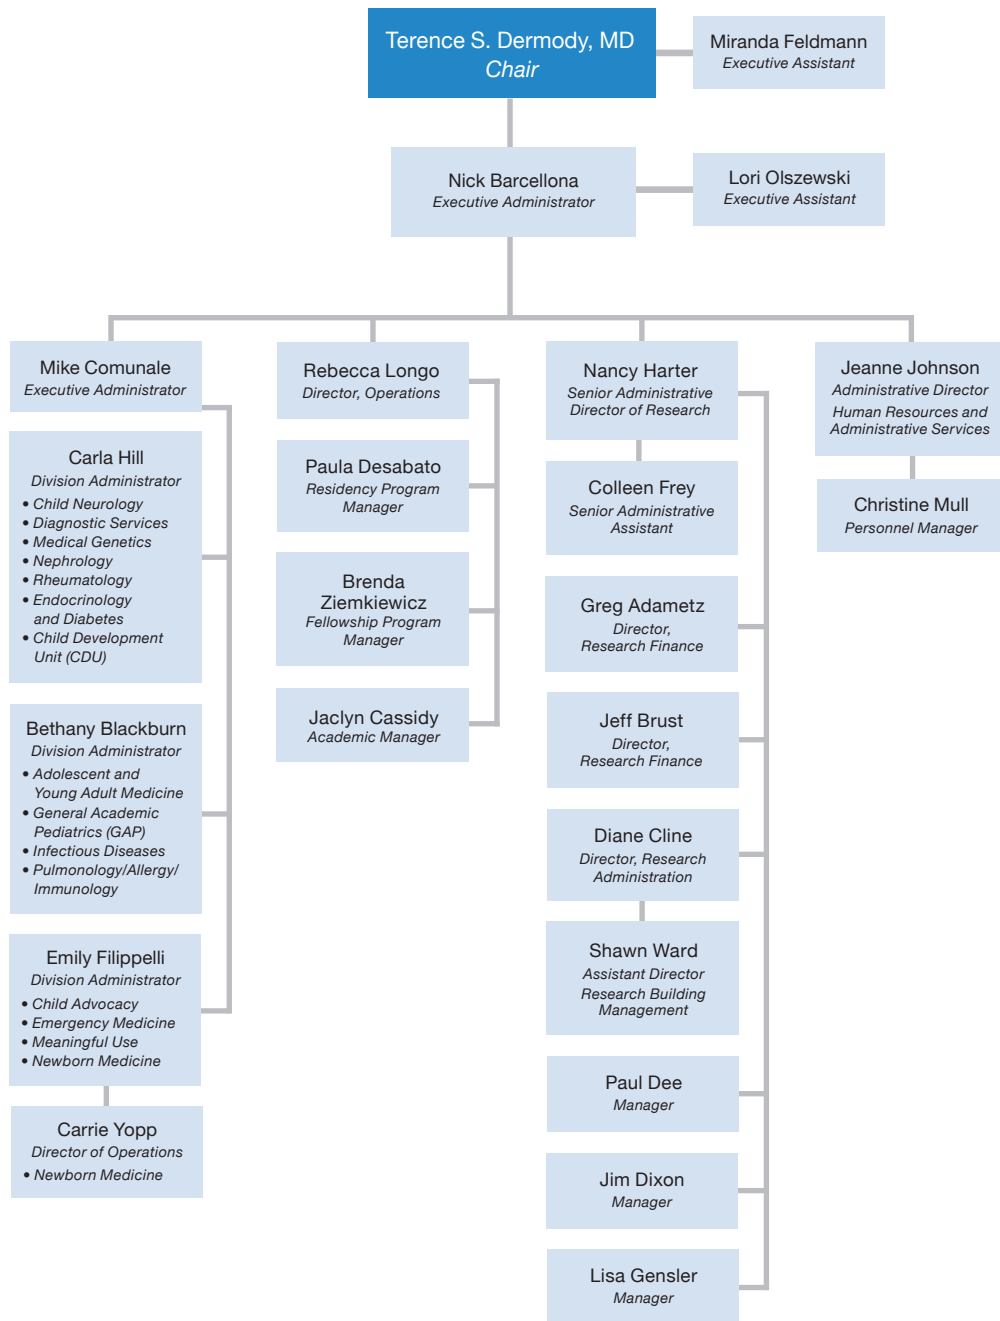 Terence S. Dermody, MD
Chair
Miranda Feldmann
Executive Assistant
Nick Barcellona
Executive Administrator
Lori Olszewski
Executive Assistant
Mike Comunale
Executive Administrator
Carla Hill
Division Administrator
• Child Neurology
• Diagnostic Services
• Medical Genetics
• Nephrology
• Rheumatology
• Endocrinology
and Diabetes
• Child Development
Unit (CDU)
Bethany Blackburn
Division Administrator
• Adolescent and
Young Adult Medicine
• General Academic
Pediatrics (GAP)
• Infectious Diseases
• Pulmonology/Allergy/
Immunology
Emily Filippelli
Division Administrator
• Child Advocacy
• Emergency Medicine
• Meaningful Use
• Newborn Medicine
Carrie Yopp
Director of Operations
• Newborn Medicine
Rebecca Longo
Director, Operations
Paula Desabato
Residency Program
Manager
Brenda
Ziemkiewicz
Fellowship Program
Manager
Jaclyn Cassidy
Academic Manager
Nancy Harter
Senior Administrative
Director of Research
Colleen Frey
Senior Administrative
Assistant
Greg Adametz
Director,
Research Finance
Jeff Brust
Director,
Research Finance
Diane Cline
Director, Research
Administration
Shawn Ward
Assistant Director
Research Building
Management
Paul Dee
Manager
Jim Dixon
Manager
Lisa Gensler
Manager
Jeanne Johnson
Administrative Director
Human Resources and
Administrative Services
Christine Mull
Personnel Manager